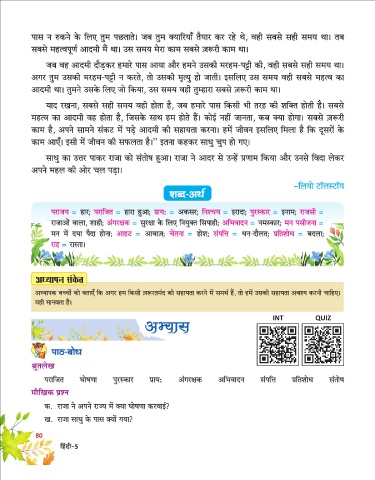 पास न रुकने के लिए तुम पछताते। जब तुम क्यारियाँ तैयार कर रहे थे, वही सबसे सही समय था। तब
सबसे महत्वपूर्ण आदमी मैं था। उस समय मेरा काम सबसे ज़रूरी काम था।
जब वह आदमी दौड़कर हमारे पास आया और हमने उसकी मरहम-पट्टी की, वही सबसे सही समय था।
अगर तुम उसकी मरहम-पट्टी न करते, तो उसकी मृत्यु हो जाती। इसलिए उस समय वही सबसे महत्व का
आदमी था। तुमने उसके लिए जो किया, उस समय वही तुम्हारा सबसे ज़रूरी काम था।
याद रखना, सबसे सही समय वही होता है, जब हमारे पास किसी भी तरह की शक्ति होती है। सबसे
महत्व का आदमी वह होता है, जिसके साथ हम होते हैं। कोई नहीं जानता, कब क्या होगा। सबसे ज़रूरी
काम है, अपने सामने संकट में पड़े आदमी की सहायता करना। हमें जीवन इसलिए मिला है कि दूसरों के
काम आएँ। इसी में जीवन की सफलता है।" इतना कहकर साधु चुप हो गए।
साधु का उत्तर पाकर राजा को संतोष हुआ। राजा ने आदर से उन्हें प्रणाम किया और उनसे विदा लेकर
अपने महल की ओर चल पड़ा।
–लियो टॉलस्टॉय
शब्द-अर्थ
पराजय = हार; पराजित = हारा हुआ; प्रायः = अकसर; निश्चय = इरादा; पुरस्कार = इनाम; राजसी =
राजाओं वाला, शाही; अंगरक्षक = सुरक्षा के लिए नियुक्त सिपाही; अभिवादन = नमस्कार; मन पसीजना =
मन में दया पैदा होना; आहट = आवाज़; चेतना = होश; संपत्ति = धन-दौलत; प्रतिशोध = बदला;
राह = रास्ता।
अध्यापन संकेत
अध्यापक बच्चों को बताएँ कि अगर हम किसी ज़रूरतमंद की सहायता करने में समर्थ हैं, तो हमें उसकी सहायता अवश्य करनी चाहिए।
यही मानवता है।
INT QUIZ
अभ्यास
पाठ-बोध
श्रुतलेख
पराजित घोषणा पुरस्कार प्रायः अंगरक्षक अभिवादन संपत्ति प्रतिशोध संतोष
मौखिक प्रश्न
क. राजा ने अपने राज्य में क्या घोषणा करवाई?
ख. राजा साधु के पास क्यों गया?
80
हिंदी-5